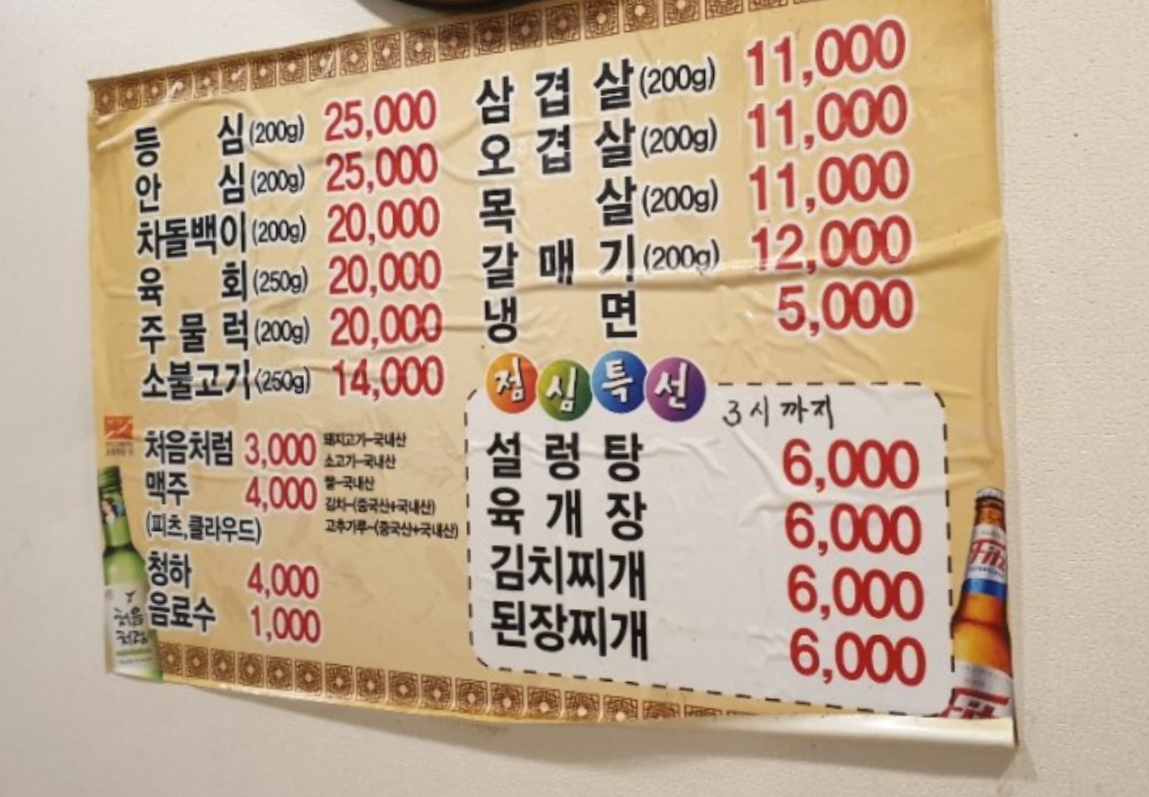 등심(200g) 25,000
안심(200g) 25,000
차돌백이(200g) 20,000
육회(250g) 20,000
주물럭(200g) 20,000
소불고기(250g) 14,000
처음처럼 3,000
맥주 4,000
(피츠,클라우드)
청하 4,000
음료수 1,000
돼지고기-국내산
소고기-국내산
쌀-국내산
김치-(중국산+국내산)
고추가루-(중국산+국내산)
처음
처럼
삼겹살(200g) 11,000
오겹살(200g) 11,000
목살(200g) 11,000
갈매기(200g) 12,000
냉면 5,000
점심특선 3시까지
설렁탕 6,000
육개장 6,000
김치찌개 6,000
된장찌개 6,000
Fitz
Fitz